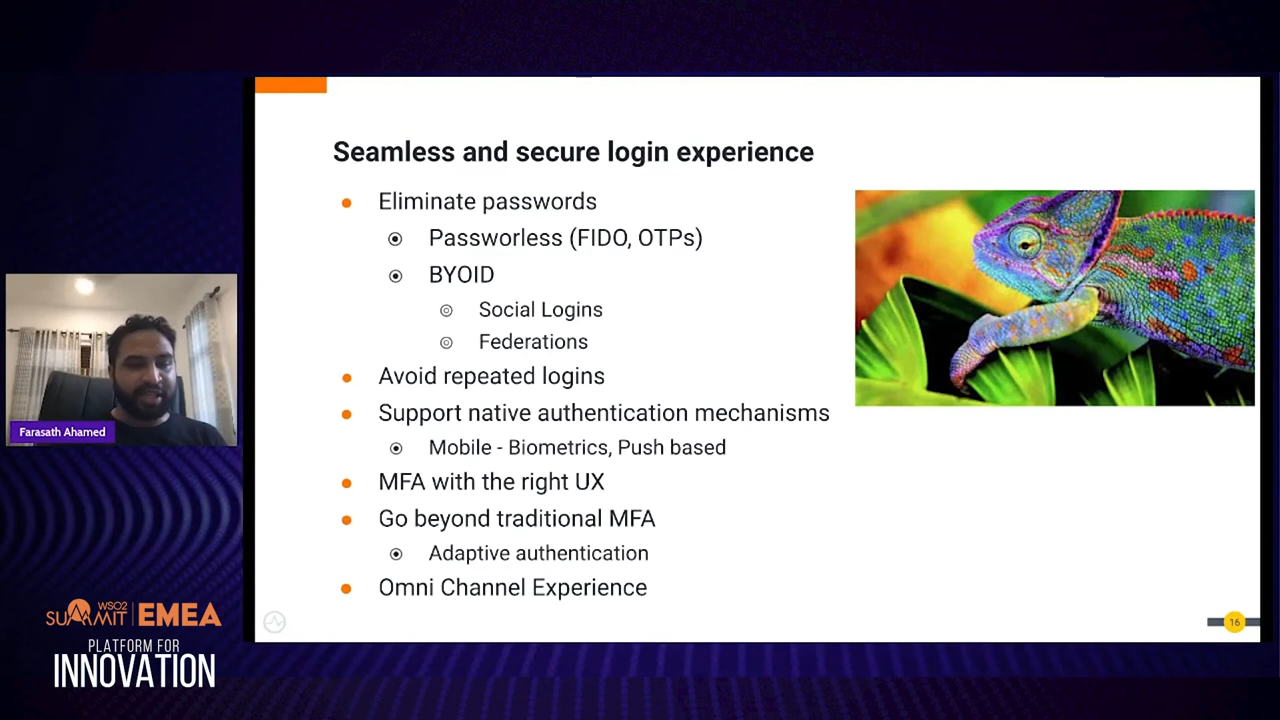 Seamless and secure login experience
Eliminate passwords
Passworless (FIDO, OTPs)
BYOID
Social Logins
Federations
Avoid repeated logins
Support native authentication mechanisms
Mobile - Biometrics, Push based
MFA with the right UX
Go beyond traditional MFA
Adaptive authentication
Omni Channel Experience
16
Farasath Ahamed
WSO2
SUMMIT | EMEA
PLATFORM FOR
INNOVATION